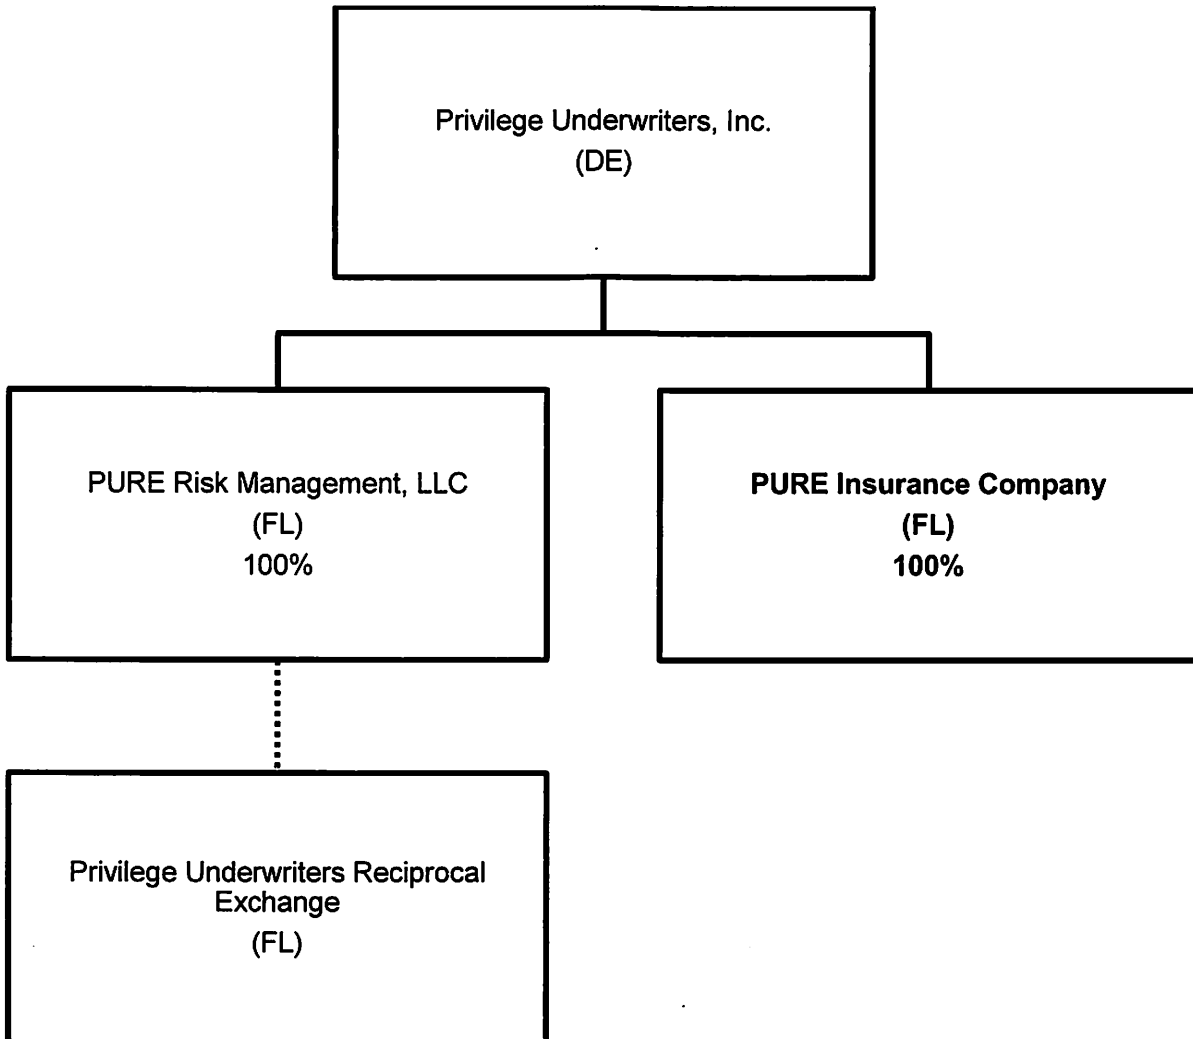 Privilege Underwriters, Inc.
(DE)
PURE Risk Management, LLC
(FL)
100%
PURE Insurance Company
(FL)
100%
Privilege Underwriters Reciprocal
Exchange
(FL)